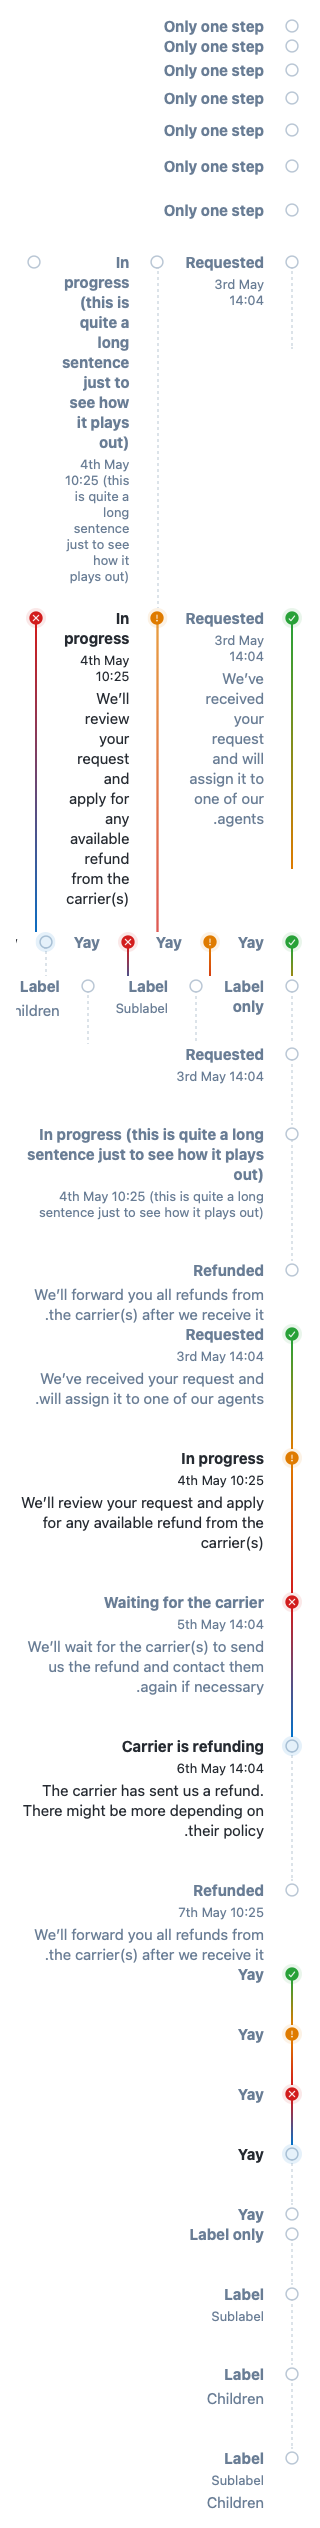 Only one step
Only one step
Only one step
Only one step
Only one step
Only one step
Only one step
Requested
3rd May
14:04
In
progress
(this is
quite a
long
sentence
just to
see how
it plays
out)
4th May
10:25 (this
is quite a
long
sentence
just to see
how it
plays out)
Requested
3rd May
14:04
We've
received
your
request
and will
assign it to
one of our
.agents
In
progress
4th May
10:25
We'll
review
your
request
and
apply for
any
available
refund
from the
carrier(s)
Yay
Yay
Yay
Label
only
Label
Sublabel
Label
Requested
3rd May 14:04
In progress (this is quite a long
sentence just to see how it plays
out)
4th May 10:25 (this is quite a long
sentence just to see how it plays out)
Refunded
We'll forward you all refunds from
.the carrier(s) after we receive it
Requested
3rd May 14:04
We've received your request and
.will assign it to one of our agents
In progress
4th May 10:25
We'll review your request and apply
for any available refund from the
carrier(s)
Waiting for the carrier
5th May 14:04
We'll wait for the carrier(s) to send
us the refund and contact them
.again if necessary
Carrier is refunding
6th May 14:04
The carrier has sent us a refund.
There might be more depending on
.their policy
Refunded
7th May 10:25
We'll forward you all refunds from
.the carrier(s) after we receive it
Yay
Yay
Yay
Yay
Yay
Label only
Label
Sublabel
Label
Children
Label
Sublabel
Children